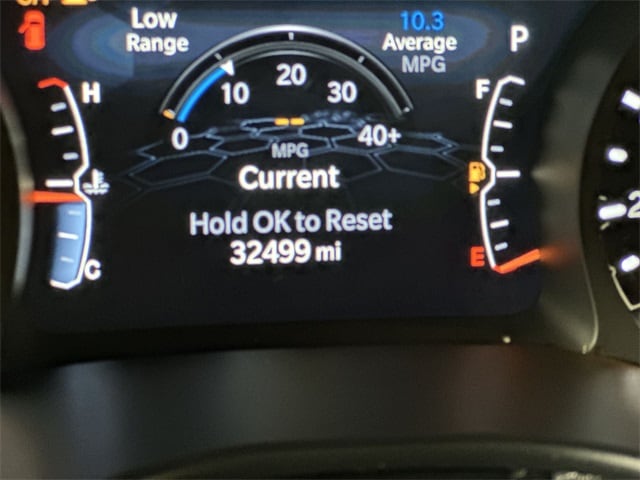 Low
Range
10.3
Average
MPG
P
H
C
0
10
20
30
40+
MPG
Current
Hold OK to Reset
32499 mi
F
E
2